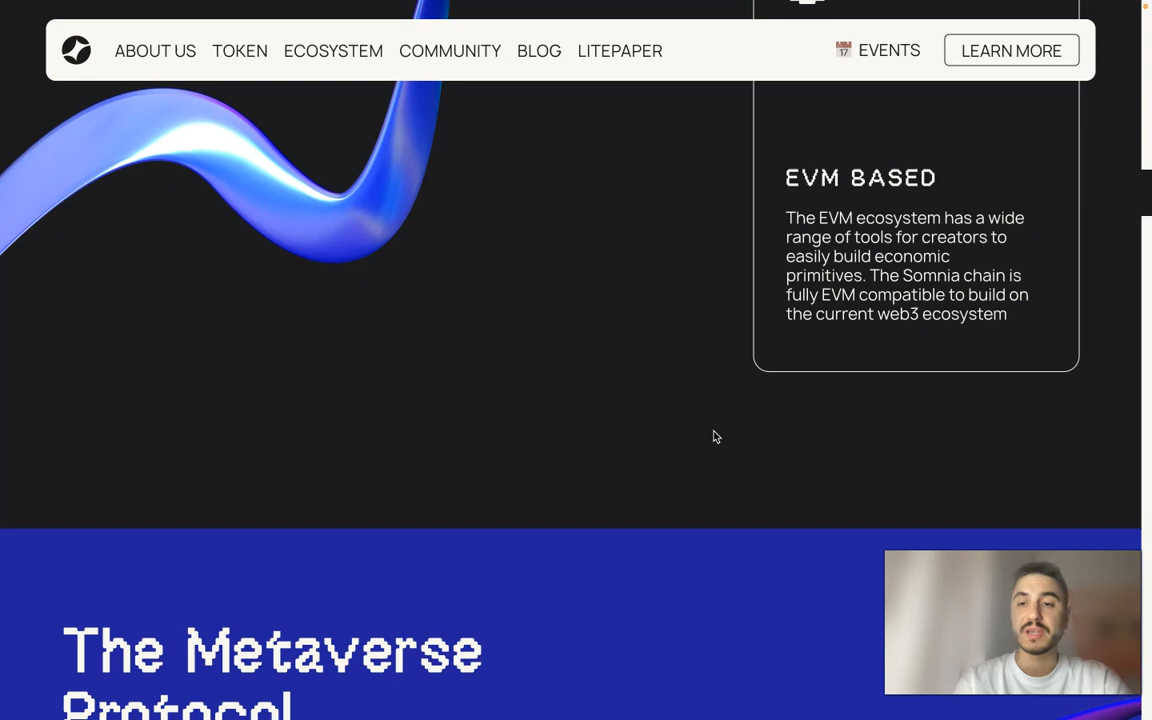 ABOUT US TOKEN ECOSYSTEM COMMUNITY BLOG LITEPAPER 17 EVENTS LEARN MORE
EVM BASED
The EVM ecosystem has a wide
range of tools for creators to
easily build economic
primitives. The Somnia chain is
fully EVM compatible to build on
the current web3 ecosystem
The Metaverse
Protocol